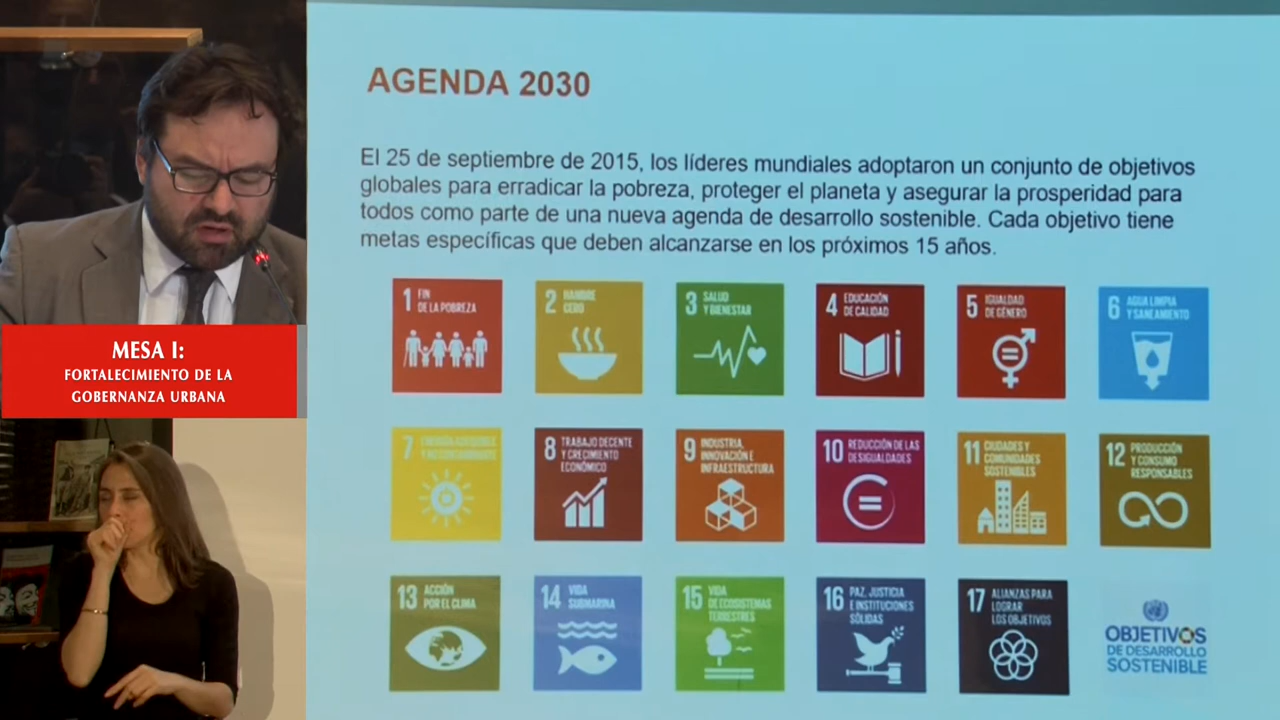 MESA I:
FORTALECIMIENTO DE LA
GOBERNANZA URBANA
AGENDA 2030
El 25 de septiembre de 2015, los líderes mundiales adoptaron un conjunto de objetivos
globales para erradicar la pobreza, proteger el planeta y asegurar la prosperidad para
todos como parte de una nueva agenda de desarrollo sostenible. Cada objetivo tiene
metas específicas que deben alcanzarse en los próximos 15 años.
1 FIN
DE LA POBREZA
2 HAMBRE
CERO
3 SALUD
Y BIENESTAR
4 EDUCACIÓN
DE CALIDAD
5 IGUALDAD
DE GÉNERO
6 AGUA LIMPIA
Y SANEAMIENTO
7
8 TRABAJO DECENTE
Y CRECIMIENTO
ECONÓMICO
9 INDUSTRIA,
INNOVACIÓN E
INFRAESTRUCTURA
10 REDUCCIÓN DE LAS
DESIGUALDADES
11 CIUDADES Y
COMUNIDADES
SOSTENIBLES
12 PRODUCCIÓN
Y CONSUMO
RESPONSABLES
13 ACCIÓN
POR EL CLIMA
14 VIDA
SUBMARINA
15 VIDA
DE ECOSISTEMAS
TERRESTRES
16 PAZ, JUSTICIA
E INSTITUCIONES
SÓLIDAS
17 ALIANZAS PARA
LOGRAR
LOS OBJETIVOS
OBJETIVOS
DE DESARROLLO
SOSTENIBLE